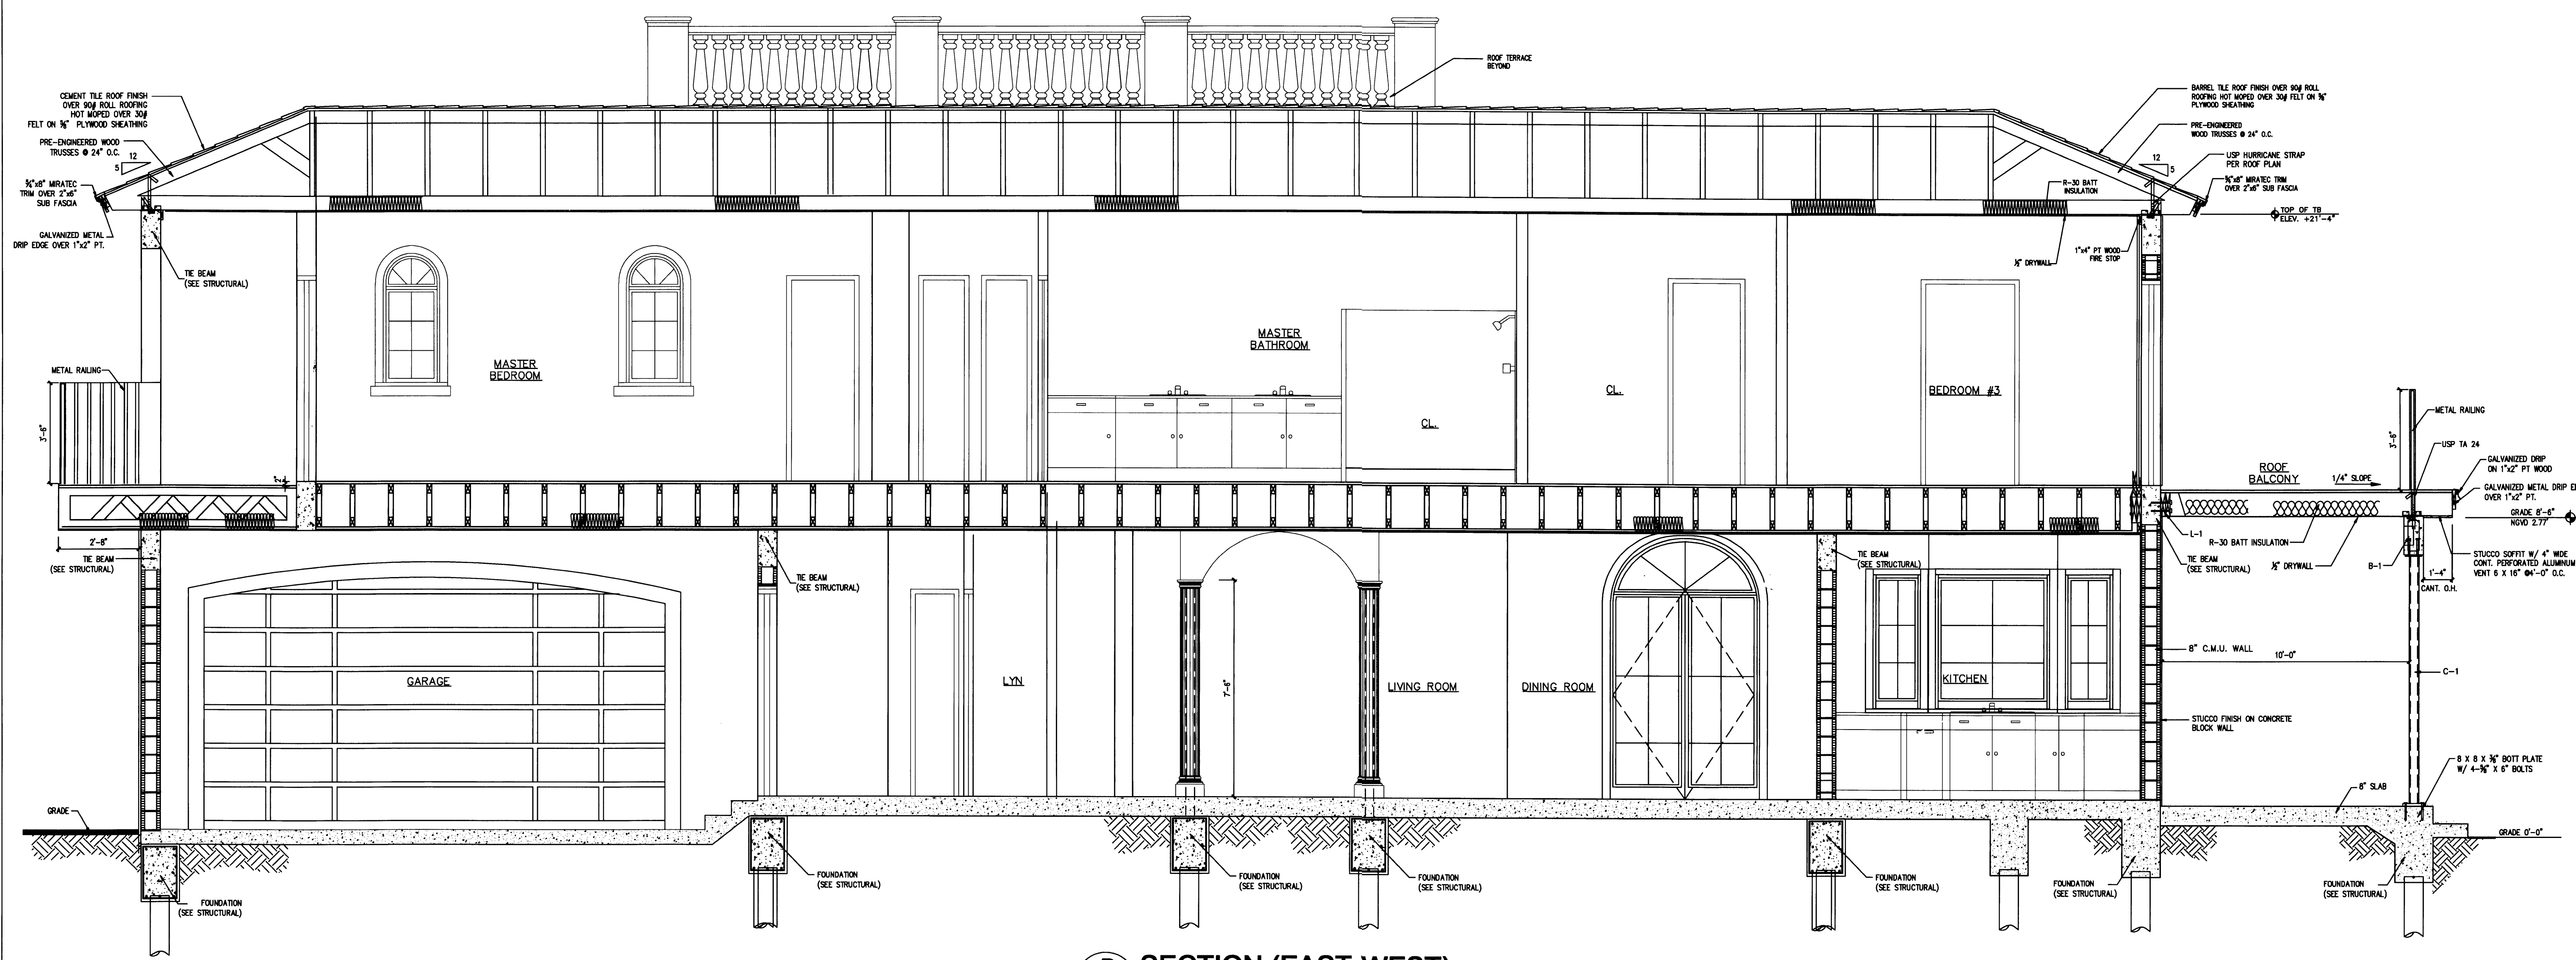 ROOF TERRACE
BEYOND
CEMENT TILE ROOF FINISH
OVER 90# ROLL ROOFING
HOT MOPED OVER 30#
FELT ON ⅝" PLYWOOD SHEATHING
PRE-ENGINEERED WOOD
TRUSSES @ 24" O.C.
12
5
TRIM OVER 2"x6"
SUB FASCIA
GALVANIZED METAL
DRIP EDGE OVER 1"x2" PT.
TIE BEAM
(SEE STRUCTURAL)
BARREL TILE ROOF FINISH OVER 90# ROLL
ROOFING HOT MOPED OVER 30# FELT ON ⅝"
PLYWOOD SHEATHING
PRE-ENGINEERED
WOOD TRUSSES @ 24" O.C.
12
5
USP HURRICANE STRAP
PER ROOF PLAN
OVER 2"x6"
SUB FASCIA
R-30 BATT
INSULATION
TOP OF TB
ELEV. +21'-4"
1"x4" PT WOOD
FIRE STOP
½" DRYWALL
METAL RAILING
3'-6"
MASTER
BEDROOM
MASTER
BATHROOM
CL.
CL.
BEDROOM #3
2"
METAL RAILING
3'-6"
USP TA 24
ROOF
BALCONY
1/4" SLOPE
GALVANIZED DRIP
ON 1"x2" PT WOOD
GALVANIZED METAL DRIP
OVER 1"x2" PT.
GRADE 8'-6"
NGVD 2.77'
L-1
R-30 BATT INSULATION
TIE BEAM
(SEE STRUCTURAL)
½" DRYWALL
B-1
1'-4"
CANT. O.H.
STUCCO SOFFIT W/ 4" WIDE
CONT. PERFORATED ALUMINUM
VENT 6 X 16" @4'-0" O.C.
2'-8"
TIE BEAM
(SEE STRUCTURAL)
TIE BEAM
(SEE STRUCTURAL)
TIE BEAM
(SEE STRUCTURAL)
GARAGE
LYN
7'-6"
LIVING ROOM
DINING ROOM
KITCHEN
8" C.M.U. WALL
10'-0"
C-1
STUCCO FINISH ON CONCRETE
BLOCK WALL
8 X 8 X ⅜" BOTT PLATE
W/ 4-⅝" X 6" BOLTS
8" SLAB
GRADE
GRADE 0'-0"
FOUNDATION
(SEE STRUCTURAL)
FOUNDATION
(SEE STRUCTURAL)
FOUNDATION
(SEE STRUCTURAL)
FOUNDATION
(SEE STRUCTURAL)
FOUNDATION
(SEE STRUCTURAL)
FOUNDATION
(SEE STRUCTURAL)
FOUNDATION
(SEE STRUCTURAL)
SECTION (EAST-WEST)